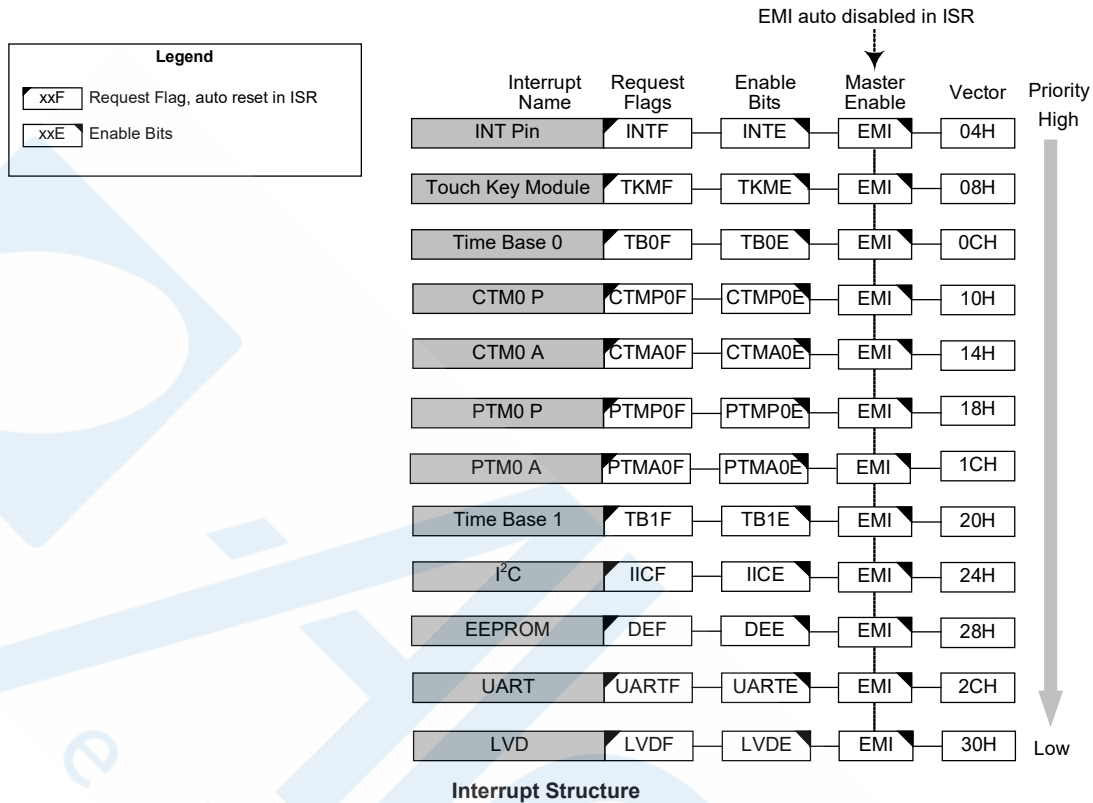 EMI auto disabled in ISR
Legend
xxF Request Flag, auto reset in ISR
xxE Enable Bits
Interrupt Name Request Flags Enable Bits Master Enable Vector Priority
High
INT Pin INTF INTE EMI 04H
Touch Key Module TKMF TKME EMI 08H
Time Base 0 TB0F TB0E EMI 0CH
CTM0 P CTMP0F CTMP0E EMI 10H
CTM0 A CTMA0F CTMA0E EMI 14H
PTM0 P PTMP0F PTMP0E EMI 18H
PTM0 A PTMA0F PTMA0E EMI 1CH
Time Base 1 TB1F TB1E EMI 20H
I²C IICF IICE EMI 24H
EEPROM DEF DEE EMI 28H
UART UARTF UARTE EMI 2CH
LVD LVDF LVDE EMI 30H Low
Interrupt Structure